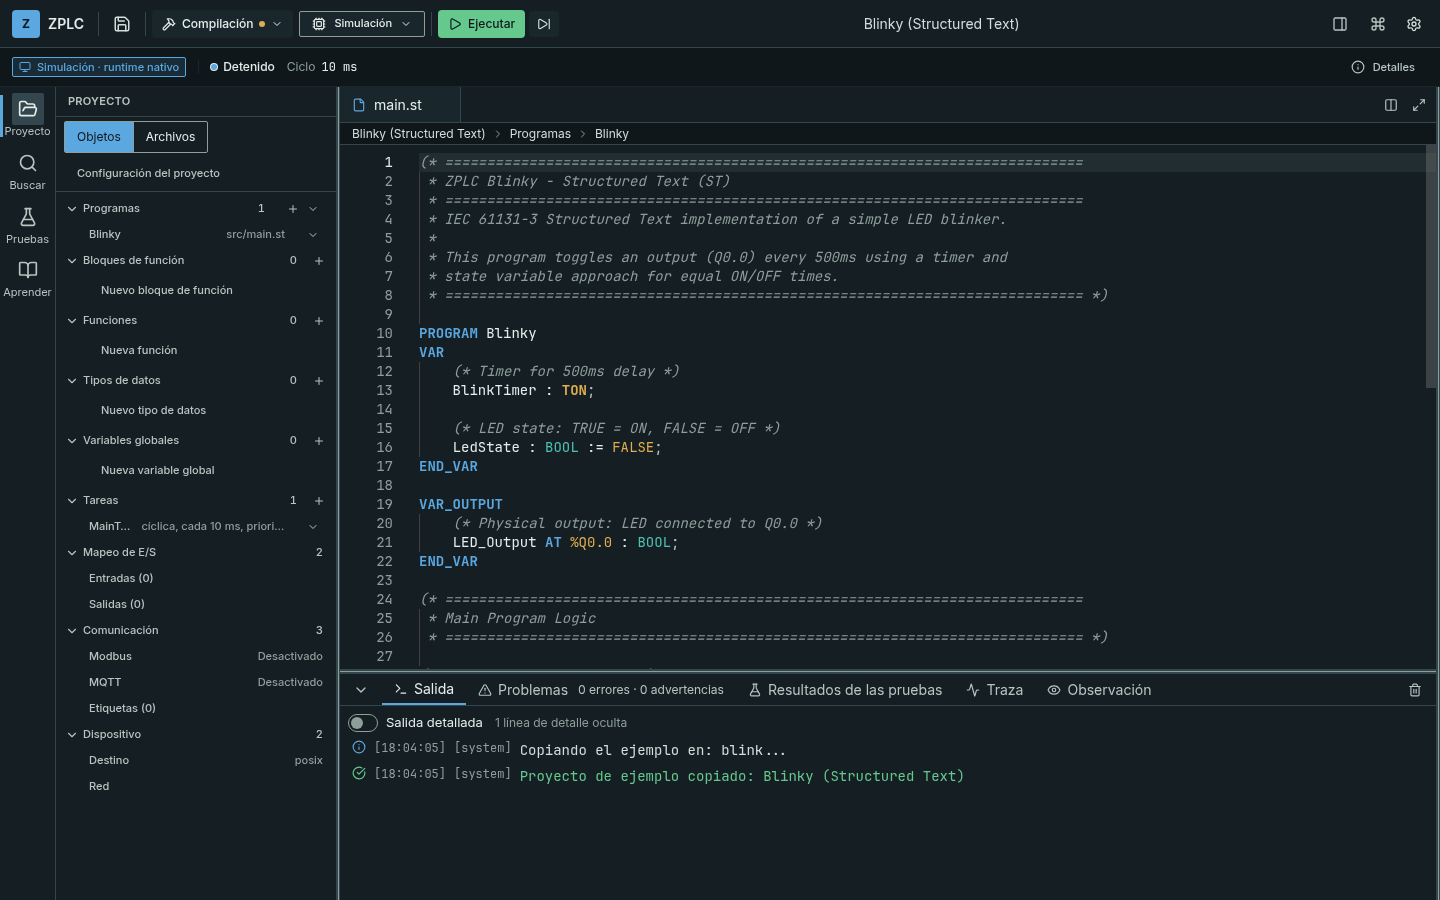 Z ZPLC Compilación Simulación Ejecutar Blinky (Structured Text)
Simulación · runtime nativo Detenido Ciclo 10 ms Detalles
Proyecto
Buscar
Pruebas
Aprender
PROYECTO
Objetos Archivos
Configuración del proyecto
Programas 1
Blinky src/main.st
Bloques de función 0
Nuevo bloque de función
Funciones 0
Nueva función
Tipos de datos 0
Nuevo tipo de datos
Variables globales 0
Nueva variable global
Tareas 1
MainT... cíclica, cada 10 ms, priori...
Mapeo de E/S 2
Entradas (0)
Salidas (0)
Comunicación 3
Modbus Desactivado
MQTT Desactivado
Etiquetas (0)
Dispositivo 2
Destino posix
Red
main.st
Blinky (Structured Text) > Programas > Blinky
1 (* ============================================================================
2 * ZPLC Blinky - Structured Text (ST)
3 * ============================================================================
4 * IEC 61131-3 Structured Text implementation of a simple LED blinker.
5 *
6 * This program toggles an output (Q0.0) every 500ms using a timer and
7 * state variable approach for equal ON/OFF times.
8 * ============================================================================ *)
9
10 PROGRAM Blinky
11 VAR
12 (* Timer for 500ms delay *)
13 BlinkTimer : TON;
14
15 (* LED state: TRUE = ON, FALSE = OFF *)
16 LedState : BOOL := FALSE;
17 END_VAR
18
19 VAR_OUTPUT
20 (* Physical output: LED connected to Q0.0 *)
21 LED_Output AT %Q0.0 : BOOL;
22 END_VAR
23
24 (* ============================================================================
25 * Main Program Logic
26 * ============================================================================ *)
27
Salida Problemas 0 errores · 0 advertencias Resultados de las pruebas Traza Observación
Salida detallada 1 línea de detalle oculta
[18:04:05] [system] Copiando el ejemplo en: blink...
[18:04:05] [system] Proyecto de ejemplo copiado: Blinky (Structured Text)